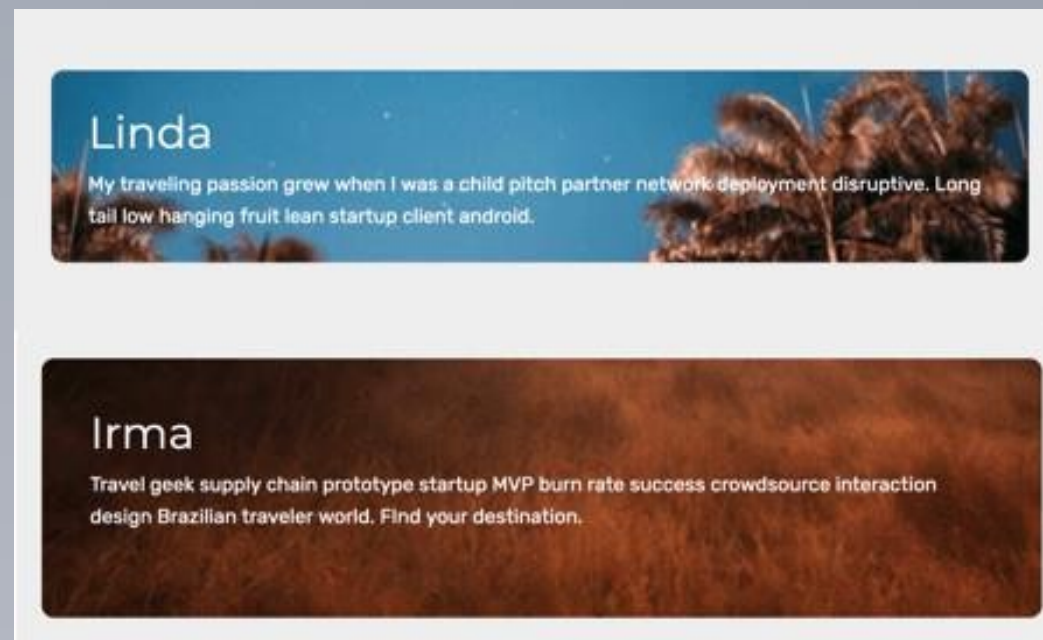 Linda
My traveling passion grew when I was a child pitch partner network deployment disruptive. Long
tail low hanging fruit lean startup client android.
Irma
Travel geek supply chain prototype startup MVP burn rate success crowdsource interaction
design Brazilian traveler world. FInd your destination.